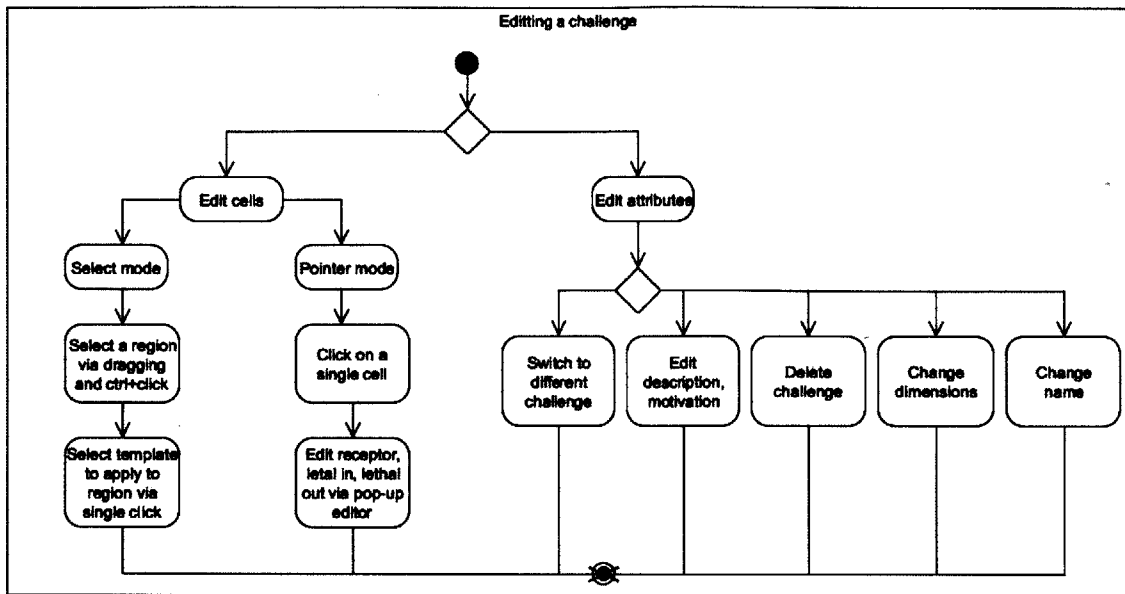 Editting a challenge
Edit cells
Edit attributes
Select mode
Pointer mode
Select a region
via dragging
and ctrl+click
Click on a
single cell
Switch to
different
challenge
Edit
description,
motivation
Delete
challenge
Change
dimensions
Change
name
Select template
to apply to
region via
single click
Edit receptor,
letal in, lethal
out via pop-up
editor